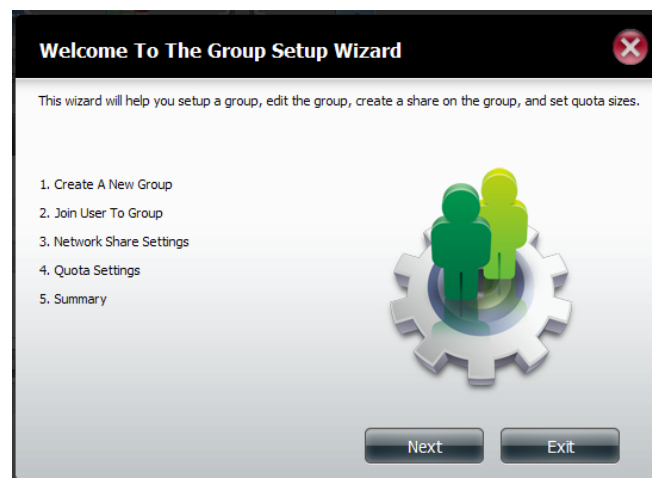 Welcome To The Group Setup Wizard
This wizard will help you setup a group, edit the group, create a share on the group, and set quota sizes.
1. Create A New Group
2. Join User To Group
3. Network Share Settings
4. Quota Settings
5. Summary
Next
Exit